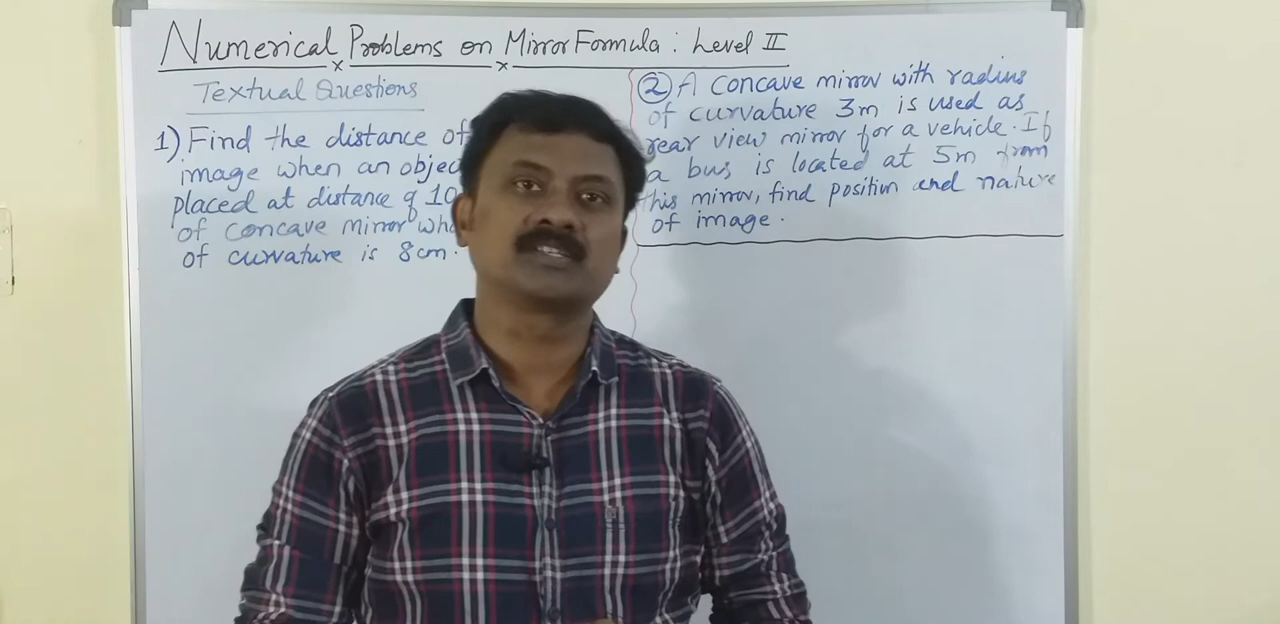 Numerical Problems on Mirror Formula : Level II
Textual Questions
1) Find the distance of
image when an objec
placed at distance of 10
of concave mirror whe
of curvature is 8cm.
② A concave mirror with radius
of curvature 3m is used as
rear view mirror for a vehicle. If
a bus is located at 5m from
this mirror, find position and nature
of image.